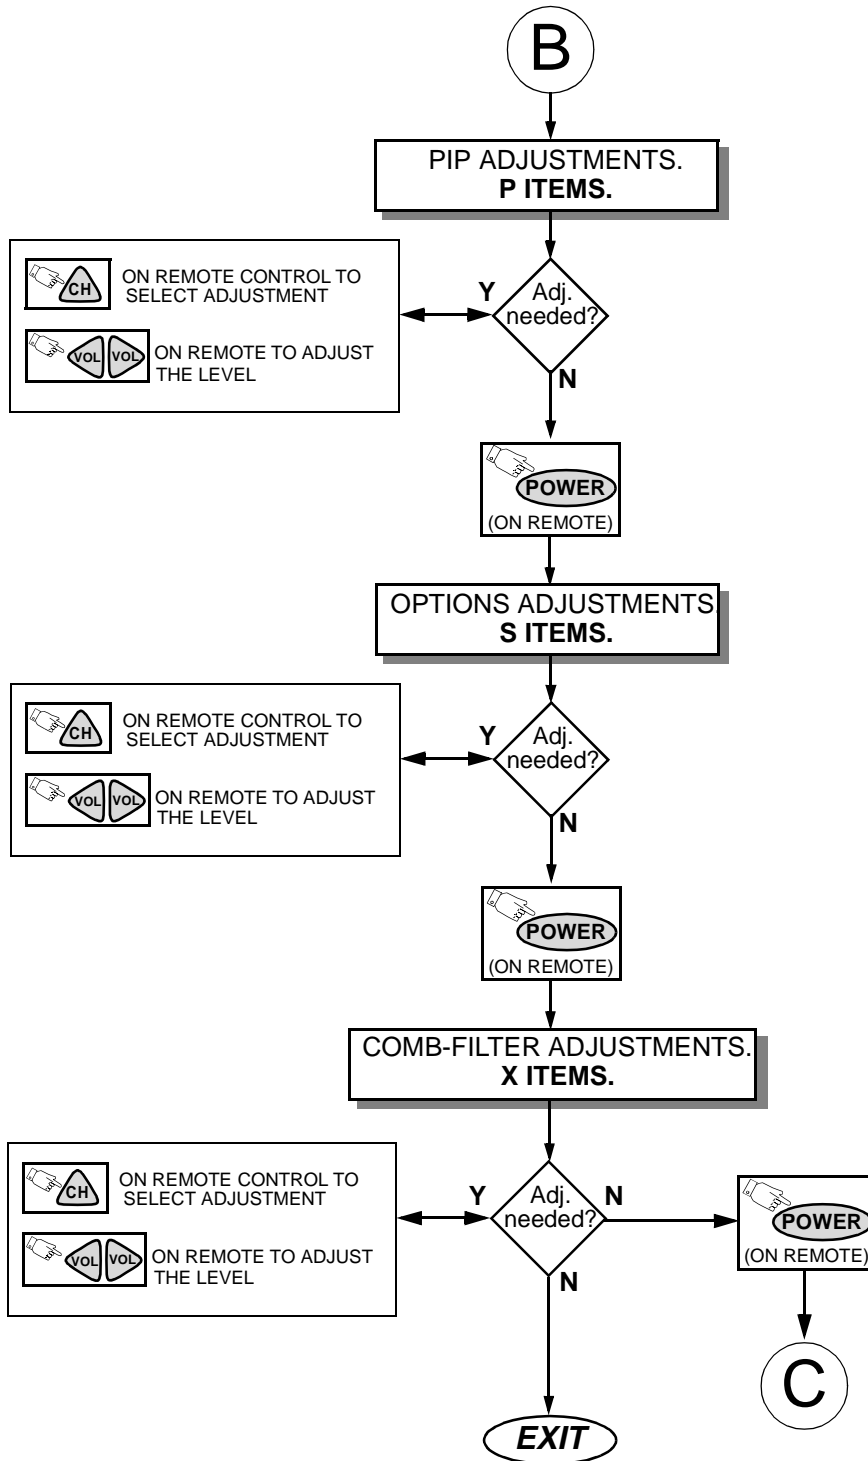 B
PIP ADJUSTMENTS.
P ITEMS.
CH
ON REMOTE CONTROL TO
SELECT ADJUSTMENT
VOL VOL
ON REMOTE TO ADJUST
THE LEVEL
Y
Adj.
needed?
N
POWER
(ON REMOTE)
OPTIONS ADJUSTMENTS.
S ITEMS.
CH
ON REMOTE CONTROL TO
SELECT ADJUSTMENT
VOL VOL
ON REMOTE TO ADJUST
THE LEVEL
Y
Adj.
needed?
N
POWER
(ON REMOTE)
COMB-FILTER ADJUSTMENTS.
X ITEMS.
CH
ON REMOTE CONTROL TO
SELECT ADJUSTMENT
VOL VOL
ON REMOTE TO ADJUST
THE LEVEL
Y
Adj.
needed?
N
N
POWER
(ON REMOTE)
C
EXIT